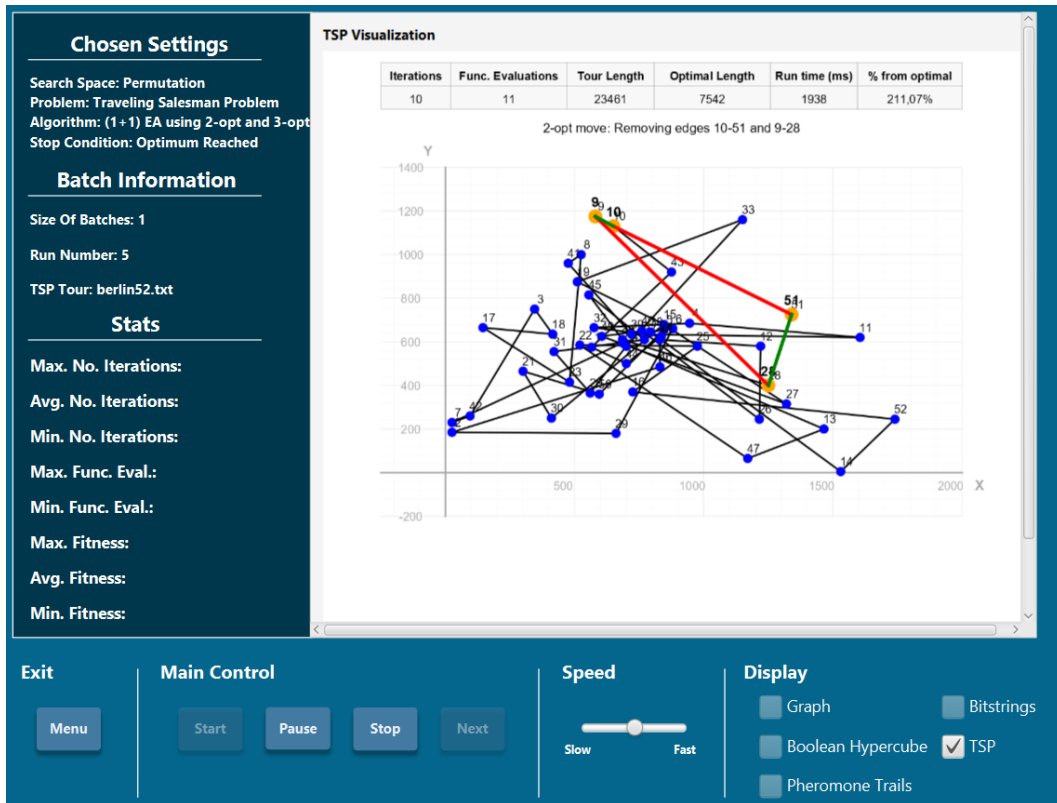 Chosen Settings
Search Space: Permutation
Problem: Traveling Salesman Problem
Algorithm: (1+1) EA using 2-opt and 3-opt
Stop Condition: Optimum Reached
Batch Information
Size Of Batches: 1
Run Number: 5
TSP Tour: berlin52.txt
Stats
Max. No. Iterations:
Avg. No. Iterations:
Min. No. Iterations:
Max. Func. Eval.:
Min. Func. Eval.:
Max. Fitness:
Avg. Fitness:
Min. Fitness:
TSP Visualization
Iterations Func. Evaluations Tour Length Optimal Length Run time (ms) % from optimal
10 11 23461 7542 1938 211,07%
2-opt move: Removing edges 10-51 and 9-28
Y
1400
1200
1000
800
600
400
200
-200
500 1000 1500 2000 X
9
10
33
8
41
43
45
3
17
18
32
31
22
15
25
12
11
21
51
28
27
26
13
52
30
29
7
42
47
14
Exit
Menu
Main Control
Start Pause Stop Next
Speed
Slow Fast
Display
Graph
Bitstrings
Boolean Hypercube
TSP
Pheromone Trails